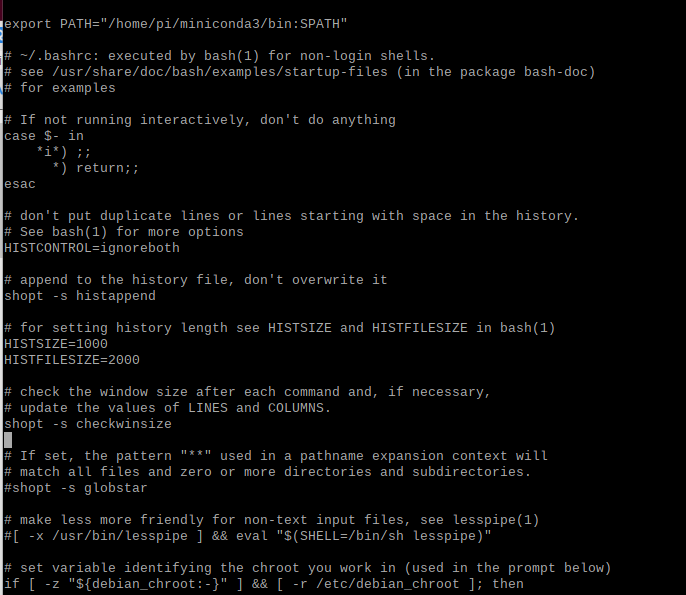 export PATH="/home/pi/miniconda3/bin:SPATH"
# ~/.bashrc: executed by bash(1) for non-login shells.
# see /usr/share/doc/bash/examples/startup-files (in the package bash-doc)
# for examples
# If not running interactively, don't do anything
case $- in
    *i*) ;;
      *) return;;
esac
# don't put duplicate lines or lines starting with space in the history.
# See bash(1) for more options
HISTCONTROL=ignoreboth
# append to the history file, don't overwrite it
shopt -s histappend
# for setting history length see HISTSIZE and HISTFILESIZE in bash(1)
HISTSIZE=1000
HISTFILESIZE=2000
# check the window size after each command and, if necessary,
# update the values of LINES and COLUMNS.
shopt -s checkwinsize
# If set, the pattern "**" used in a pathname expansion context will
# match all files and zero or more directories and subdirectories.
#shopt -s globstar
# make less more friendly for non-text input files, see lesspipe(1)
#[ -x /usr/bin/lesspipe ] && eval "$(SHELL=/bin/sh lesspipe)"
# set variable identifying the chroot you work in (used in the prompt below)
if [ -z "${debian_chroot:-}" ] && [ -r /etc/debian_chroot ]; then